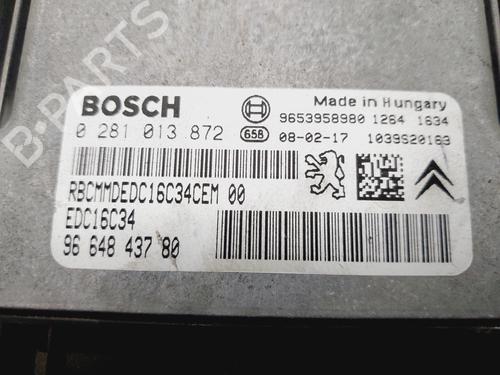 BOSCH
Made in Hungary
9653958980 1264 1634
0 281 013 872
658
08-02-17
1039S20169
RBCMMDEDC16C34CEM 00
EDC16C34
96 648 437 80
B-PARTS